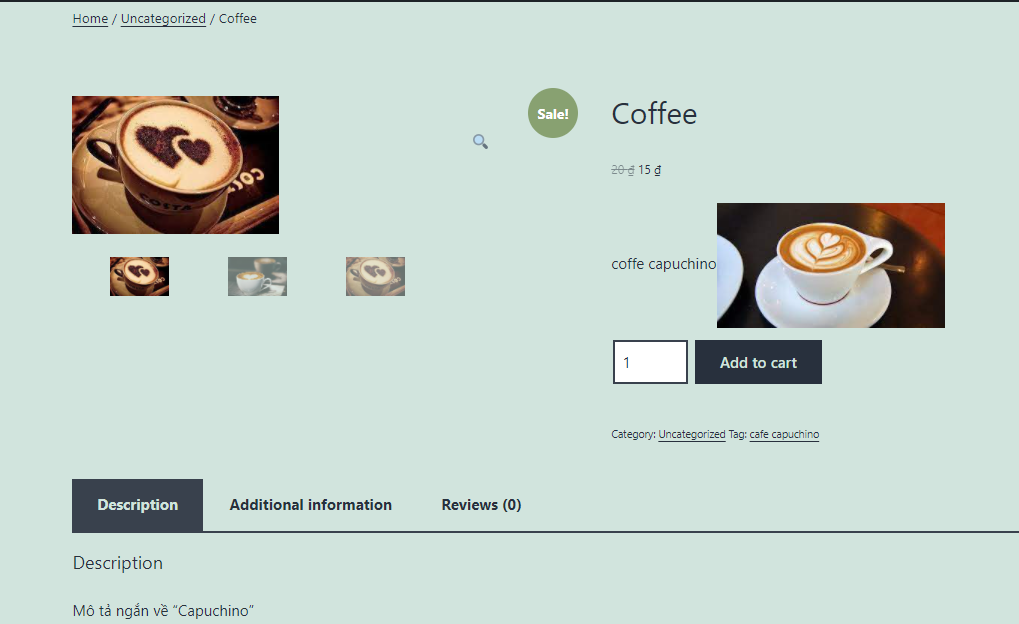 Home / Uncategorized / Coffee
Sale!
Coffee
20 ₫ 15 ₫
COSTA
coffe capuchino
1
Add to cart
Category: Uncategorized Tag: cafe capuchino
Description
Additional information
Reviews (0)
Description
Mô tả ngắn về “Capuchino”